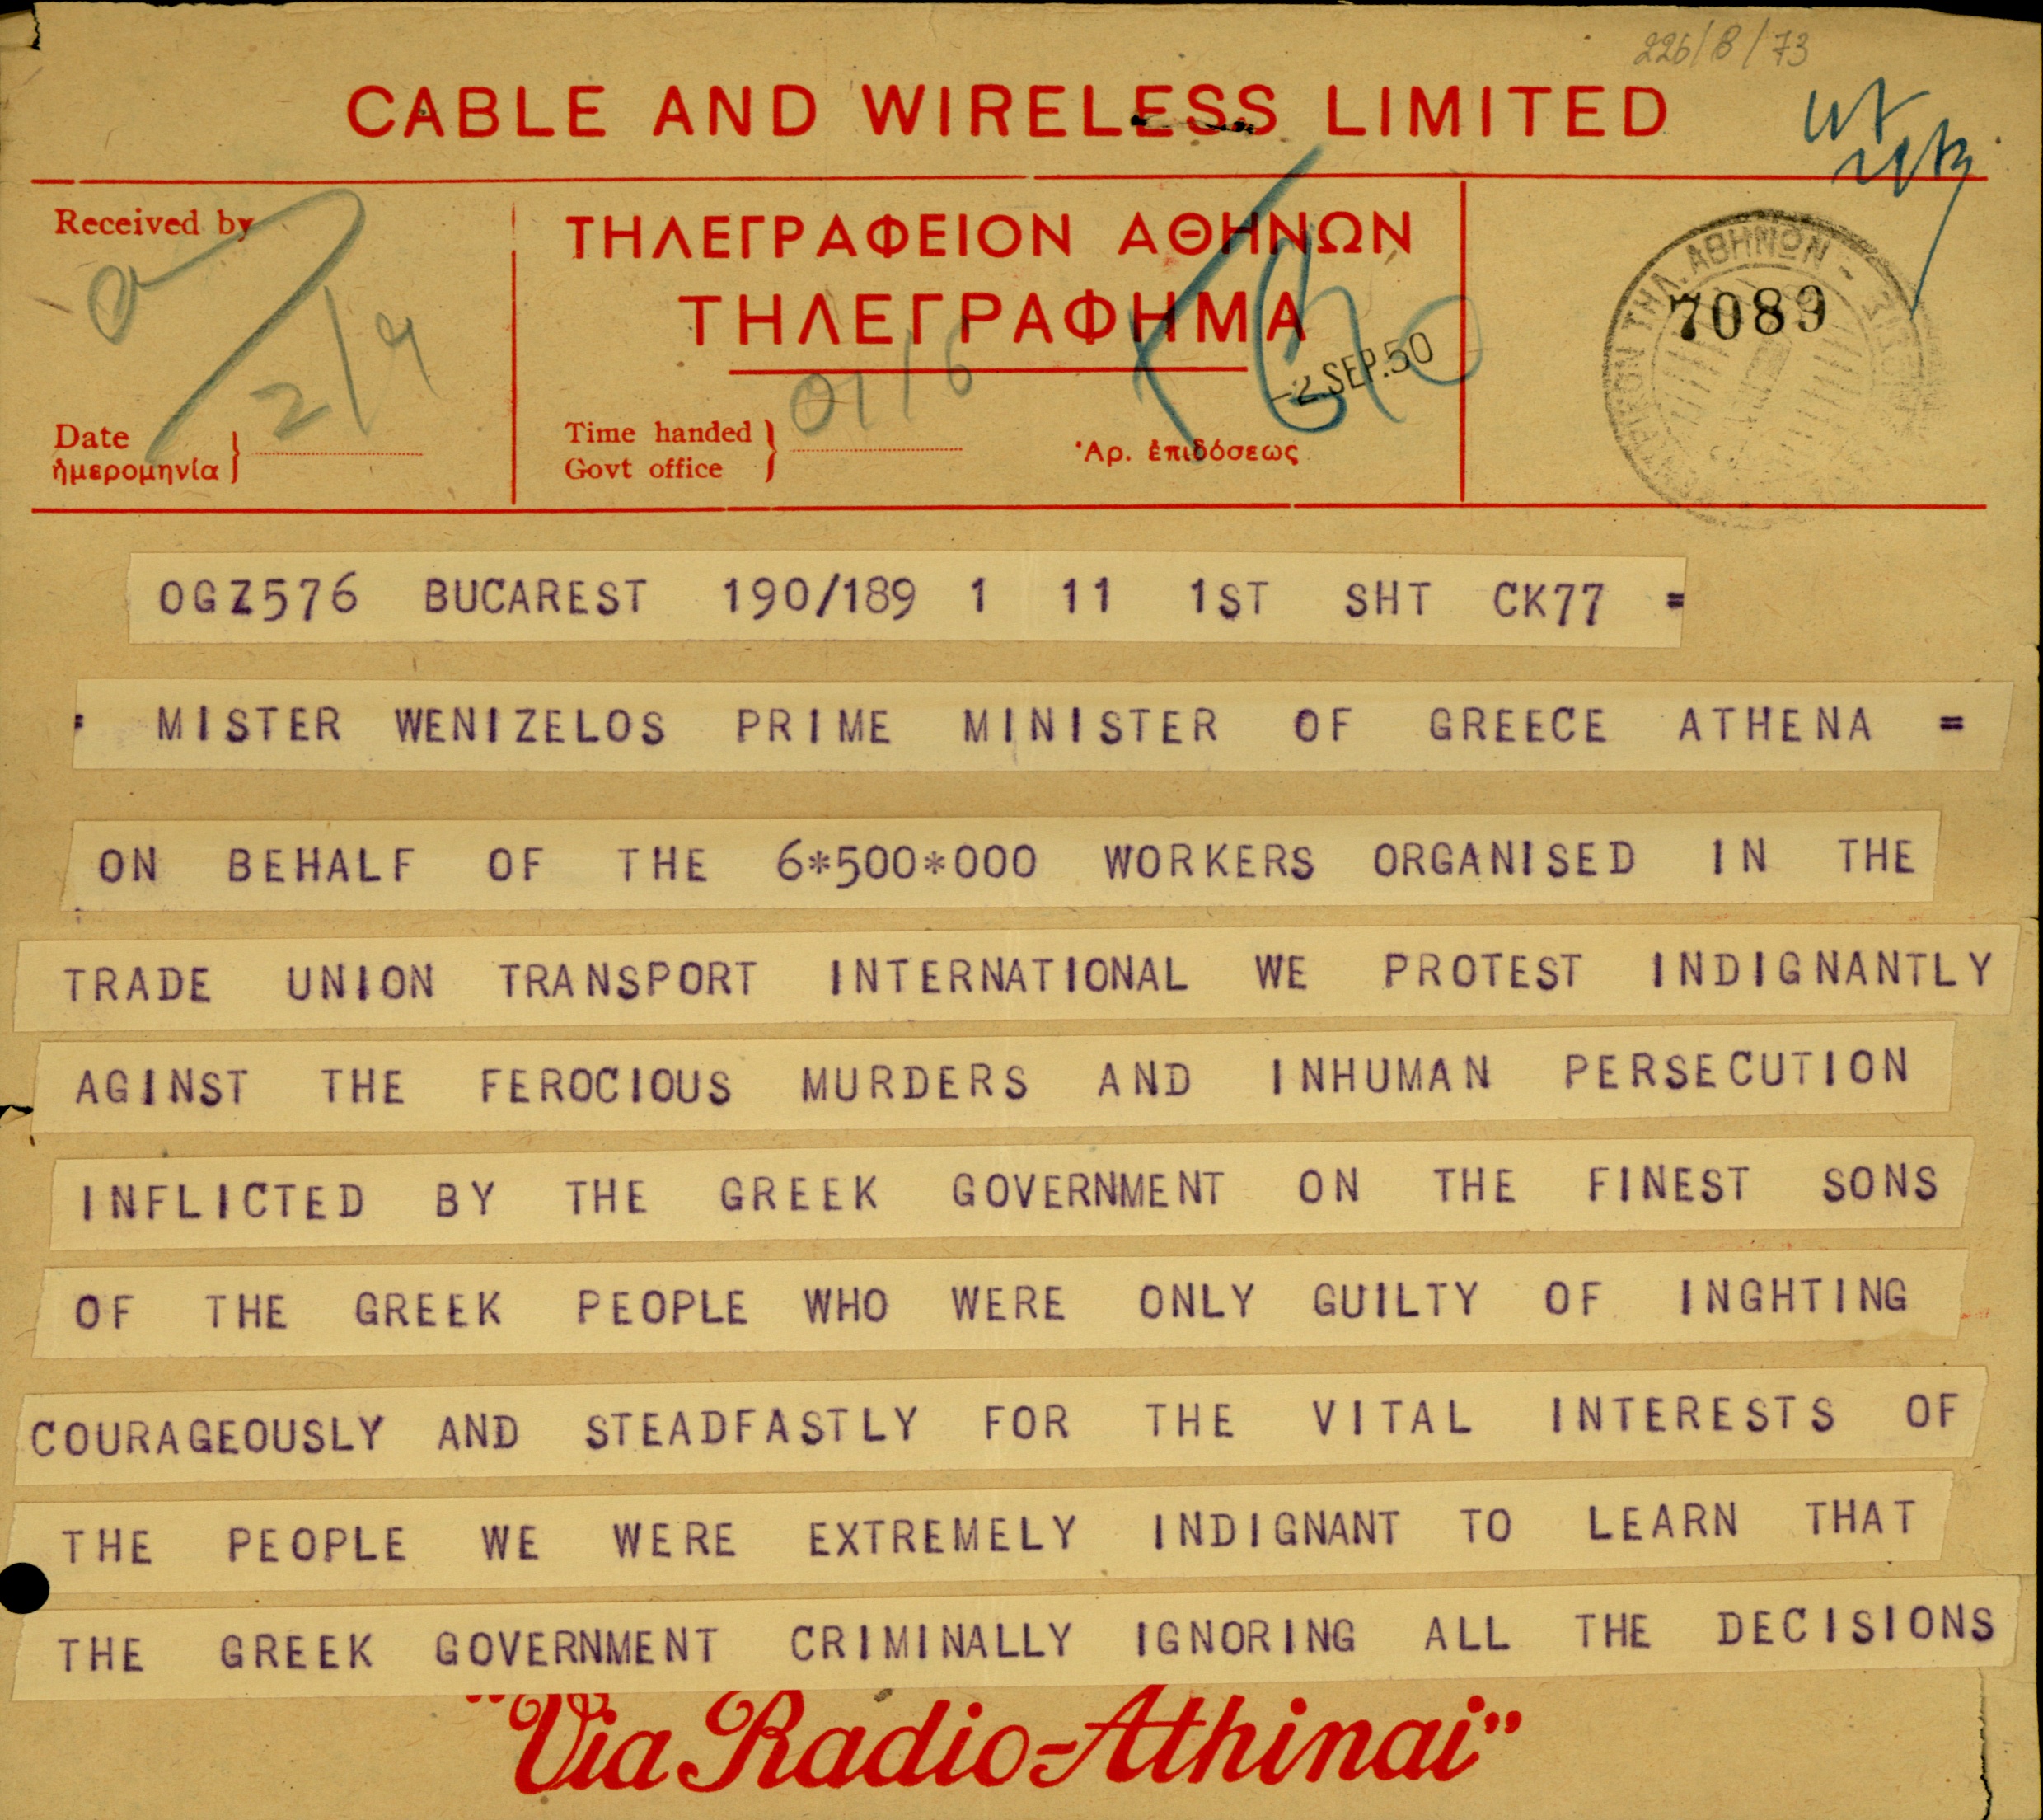 226/B/73
CABLE AND WIRELESS LIMITED
Received by
ΤΗΛΕΓΡΑΦΕΙΟΝ ΑΘΗΝΩΝ
ΤΗΛΕΓΡΑΦΗΜΑ
ΤΗΛ. ΑΘΗΝΩΝ -
7089
2/9
0116
-2 SEP. 50
Date
ἡμερομηνία
Time handed
Govt office
Ἀρ. ἐπιδόσεως
OGZ576 BUCAREST 190/189 1 11 1ST SHT CK77 =
= MISTER WENIZELOS PRIME MINISTER OF GREECE ATHENA =
ON BEHALF OF THE 6*500*000 WORKERS ORGANISED IN THE
TRADE UNION TRANSPORT INTERNATIONAL WE PROTEST INDIGNANTLY
AGINST THE FEROCIOUS MURDERS AND INHUMAN PERSECUTION
INFLICTED BY THE GREEK GOVERNMENT ON THE FINEST SONS
OF THE GREEK PEOPLE WHO WERE ONLY GUILTY OF INGHTING
COURAGEOUSLY AND STEADFASTLY FOR THE VITAL INTERESTS OF
THE PEOPLE WE WERE EXTREMELY INDIGNANT TO LEARN THAT
THE GREEK GOVERNMENT CRIMINALLY IGNORING ALL THE DECISIONS
"Via Radio-Athinai"